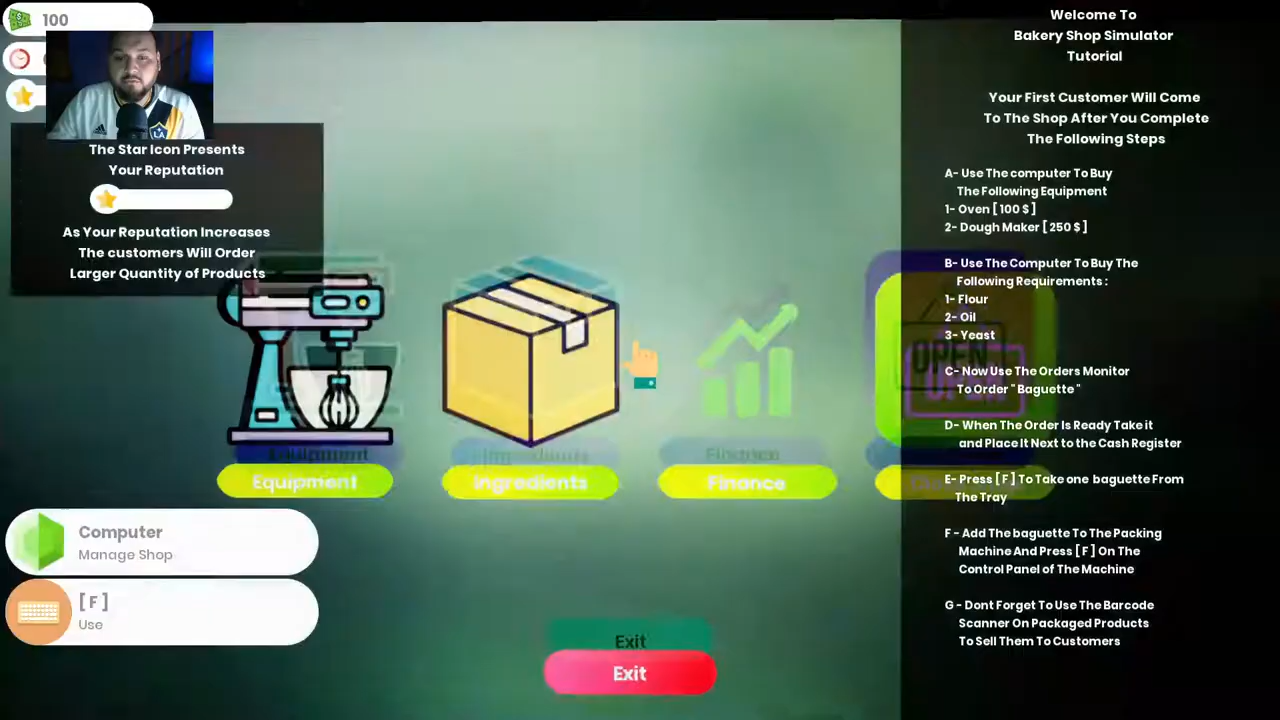 100
The Star Icon Presents
Your Reputation
As Your Reputation Increases
The customers Will Order
Larger Quantity of Products
Welcome To
Bakery Shop Simulator
Tutorial
Your First Customer Will Come
To The Shop After You Complete
The Following Steps
A- Use The computer To Buy
The Following Equipment
1- Oven [ 100 $ ]
2- Dough Maker [ 250 $ ]
B- Use The Computer To Buy The
Following Requirements :
1- Flour
2- Oil
3- Yeast
C- Now Use The Orders Monitor
To Order " Baguette "
D- When The Order Is Ready Take it
and Place It Next to the Cash Register
E- Press [ F ] To Take one baguette From
The Tray
F - Add The baguette To The Packing
Machine And Press [ F ] On The
Control Panel of The Machine
G - Dont Forget To Use The Barcode
Scanner On Packaged Products
To Sell Them To Customers
OPEN
OPEN
Equipment
Ingredients
Finance
Equipment
Ingredients
Finance
Computer
Manage Shop
[ F ]
Use
Exit
Exit